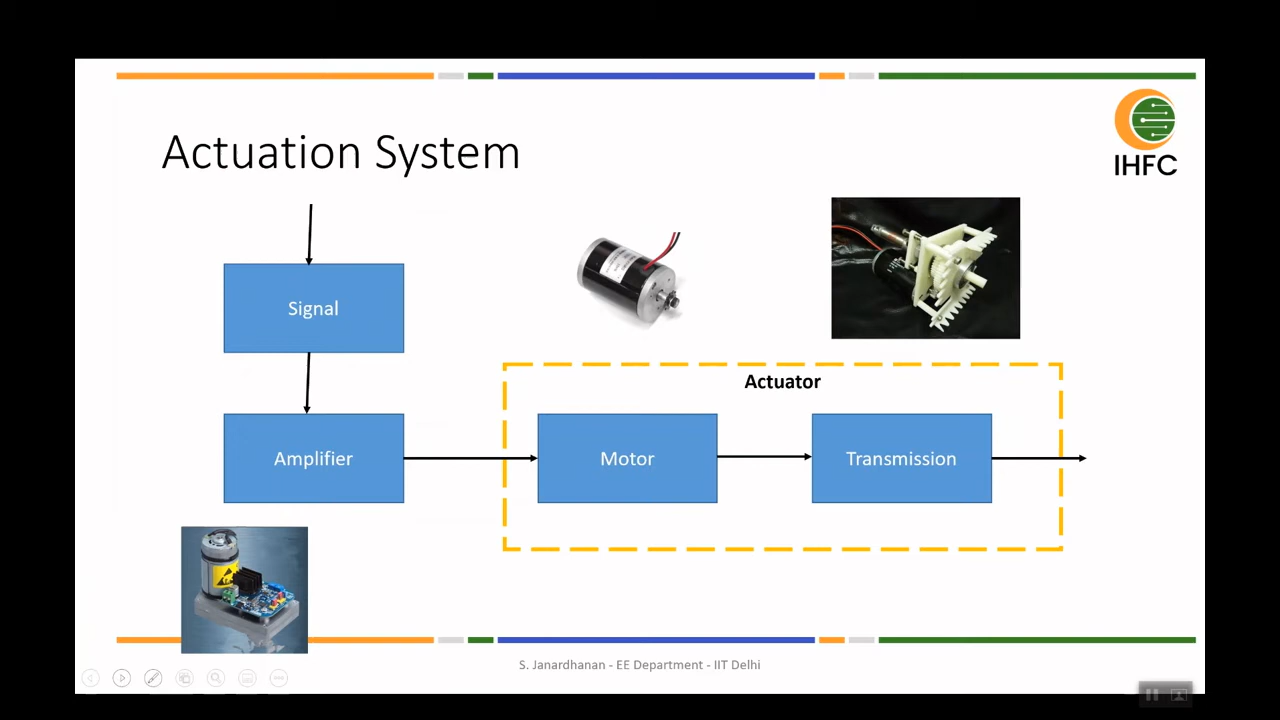 Actuation System
IHFC
Signal
Actuator
Amplifier
Motor
Transmission
S. Janardhanan - EE Department - IIT Delhi